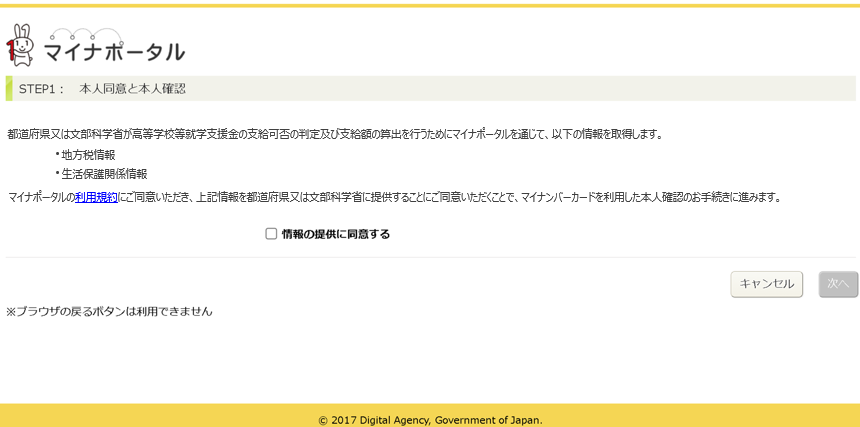 マイナポータル
STEP1： 本人同意と本人確認
都道府県又は文部科学省が高等学校等就学支援金の支給可否の判定及び支給額の算出を行うためにマイナポータルを通じて、以下の情報を取得します。
・地方税情報
・生活保護関係情報
マイナポータルの利用規約にご同意いただき、上記情報を都道府県又は文部科学省に提供することにご同意いただくことで、マイナンバーカードを利用した本人確認のお手続きに進みます。
情報の提供に同意する
キャンセル 次へ
※ブラウザの戻るボタンは利用できません
© 2017 Digital Agency, Government of Japan.